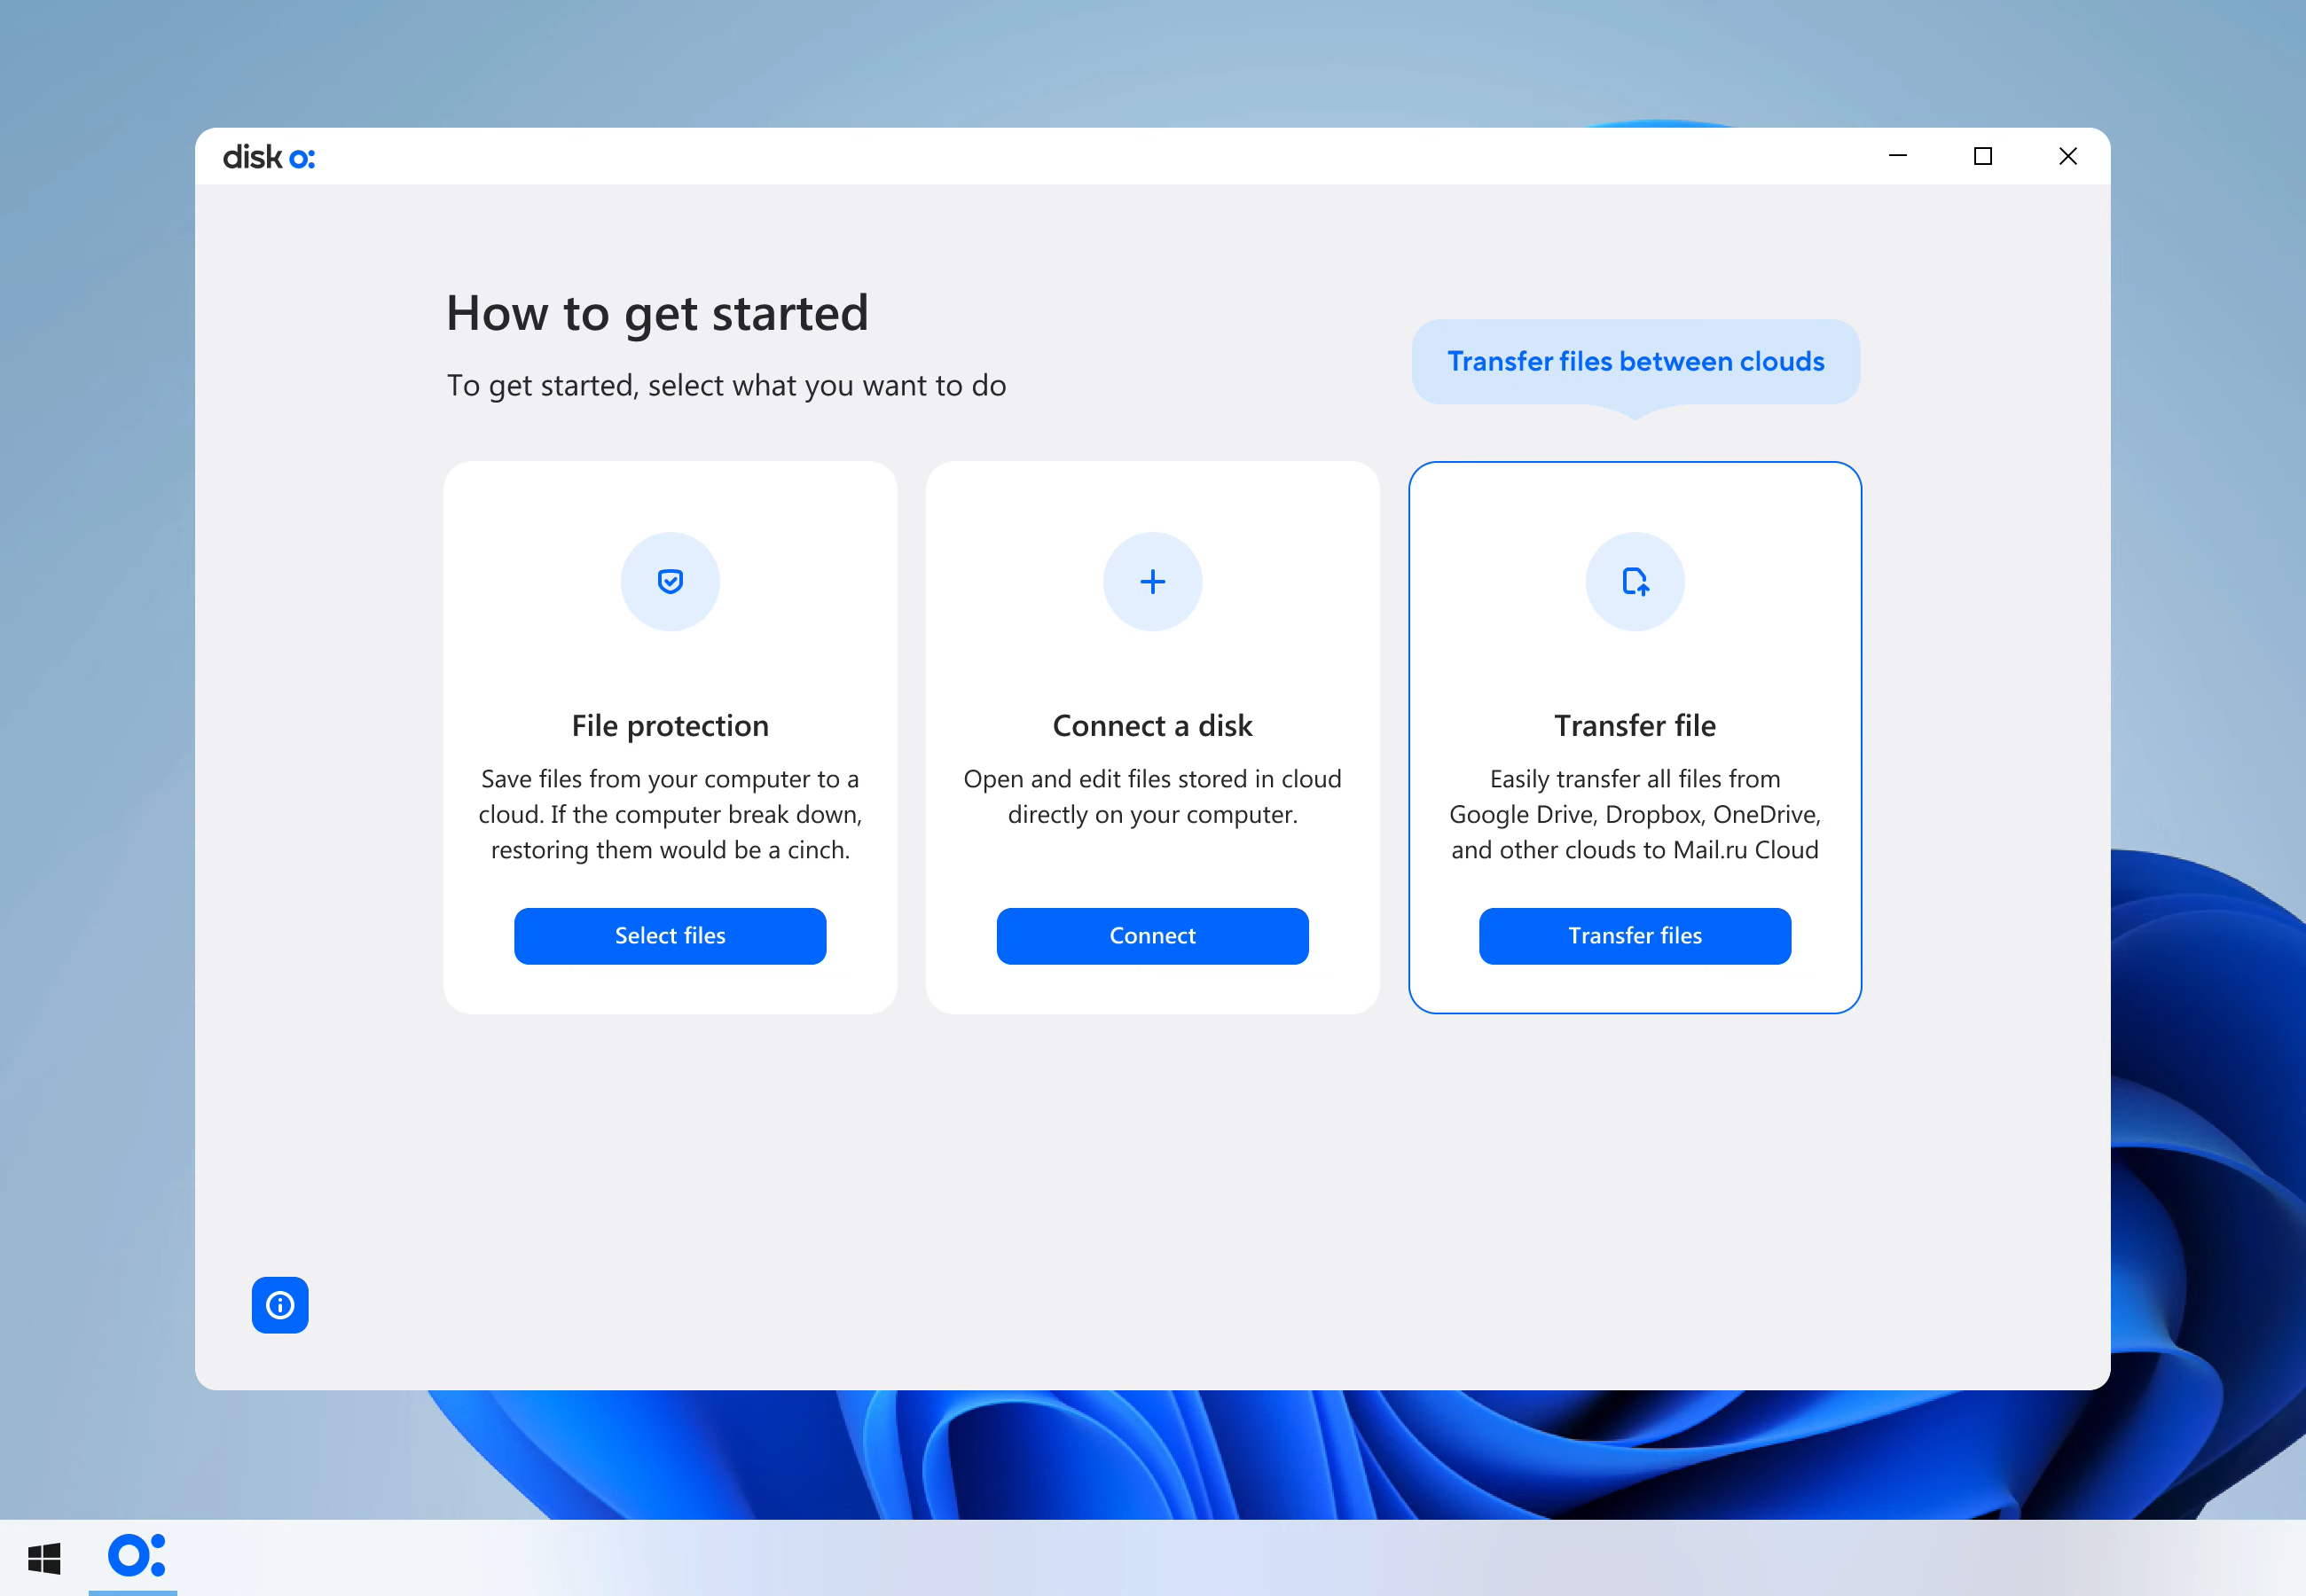 disk o:
How to get started
To get started, select what you want to do
Transfer files between clouds
File protection
Save files from your computer to a
cloud. If the computer break down,
restoring them would be a cinch.
Select files
Connect a disk
Open and edit files stored in cloud
directly on your computer.
Connect
Transfer file
Easily transfer all files from
Google Drive, Dropbox, OneDrive,
and other clouds to Mail.ru Cloud
Transfer files
o: